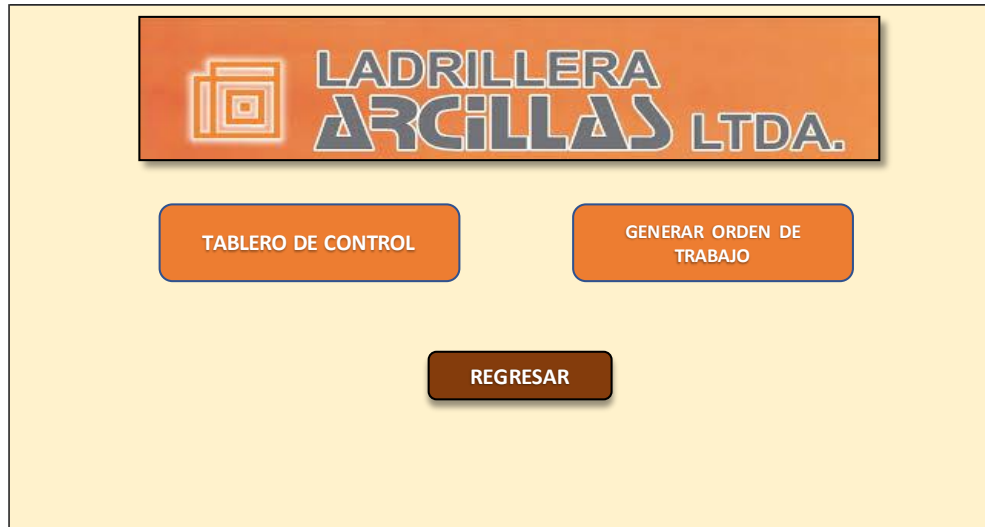 LADRILLERA
ARCiLLAS LTDA.
TABLERO DE CONTROL
GENERAR ORDEN DE
TRABAJO
REGRESAR